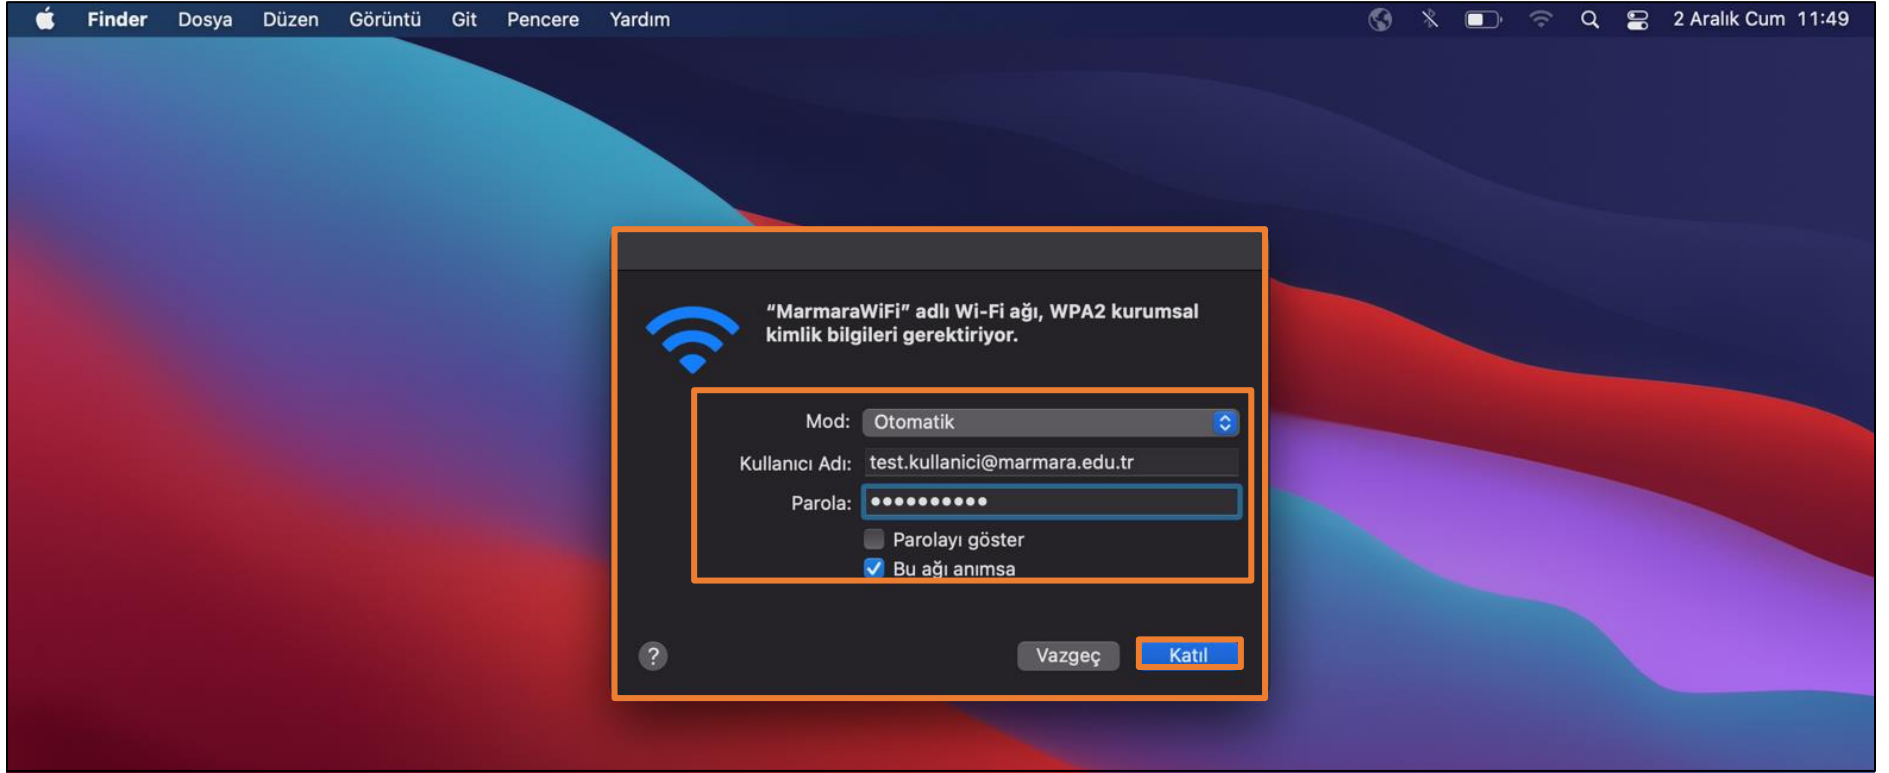 Finder Dosya Düzen Görüntü Git Pencere Yardım 2 Aralık Cum 11:49
“MarmaraWiFi” adlı Wi-Fi ağı, WPA2 kurumsal
kimlik bilgileri gerektiriyor.
Mod: Otomatik
Kullanıcı Adı: test.kullanici@marmara.edu.tr
Parola: ●●●●●●●●●●
Parolayı göster
Bu ağı anımsa
? Vazgeç Katıl